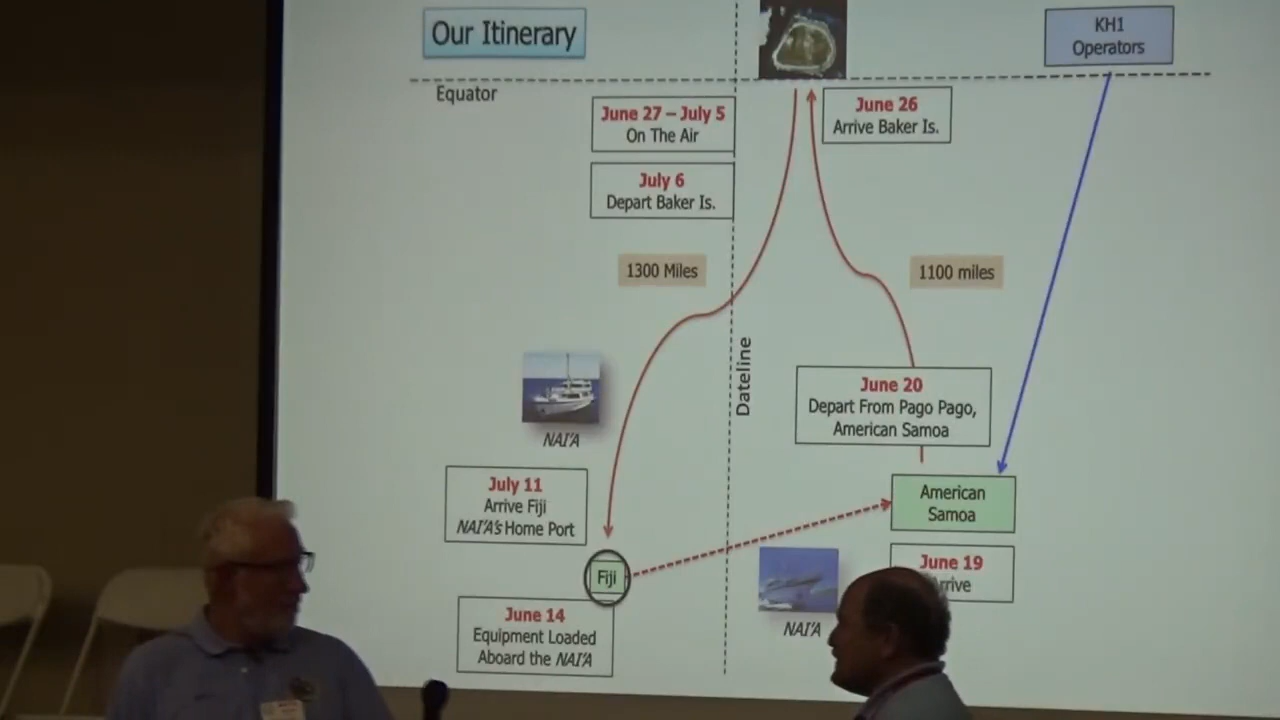 Our Itinerary
KH1
Operators
Equator
June 27 – July 5
On The Air
June 26
Arrive Baker Is.
July 6
Depart Baker Is.
1300 Miles
1100 miles
Dateline
June 20
Depart From Pago Pago,
American Samoa
NAI'A
July 11
Arrive Fiji
NAI'A's Home Port
American
Samoa
Fiji
June 19
June 14
Equipment Loaded
Aboard the NAI'A
NAI'A